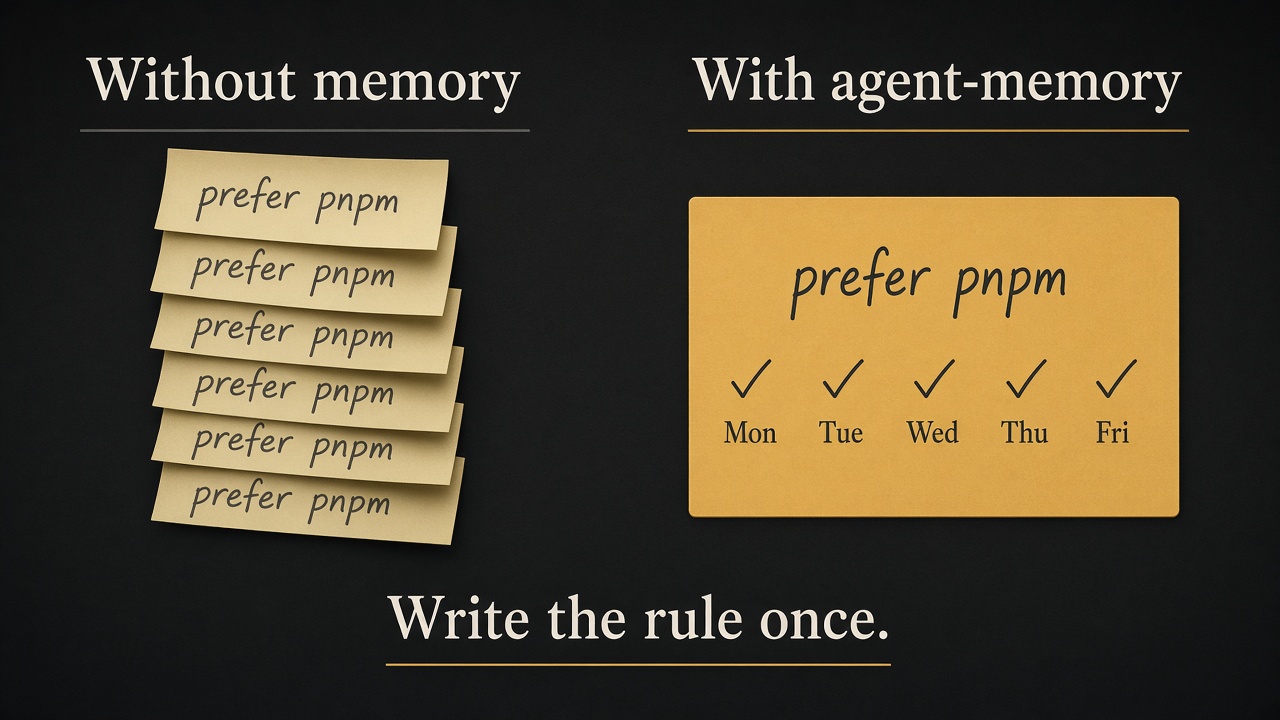 Without memory
prefer pnpm
prefer pnpm
prefer pnpm
prefer pnpm
prefer pnpm
prefer pnpm
With agent-memory
prefer pnpm
Mon Tue Wed Thu Fri
Write the rule once.